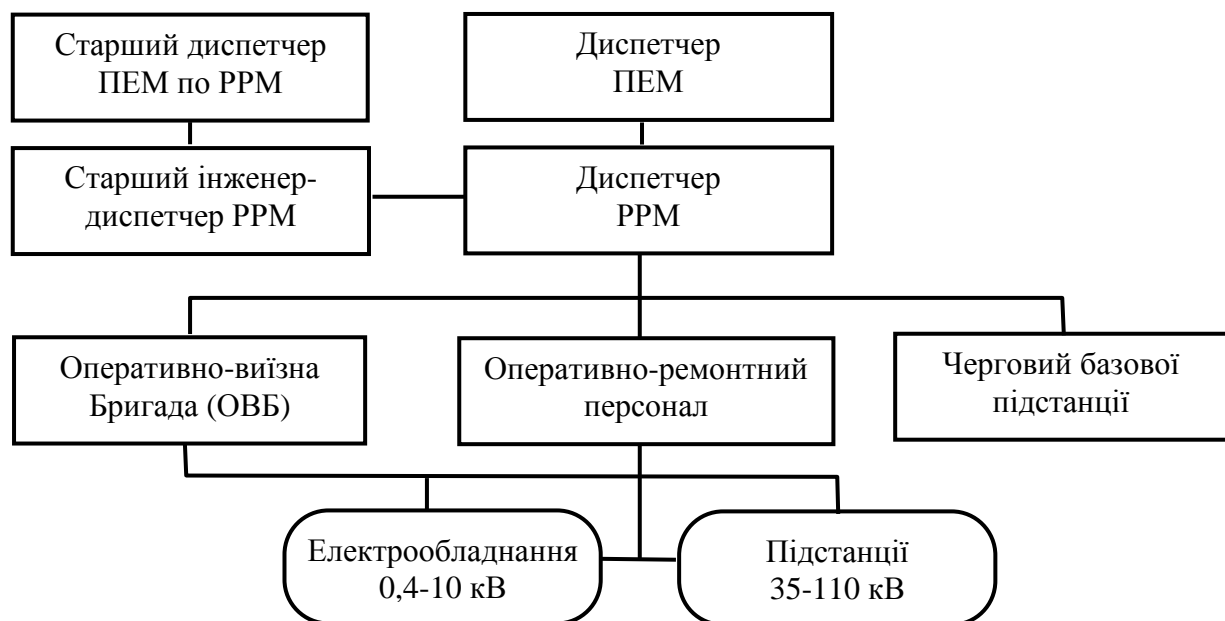 Старший диспетчер
ПЕМ по РРМ
Диспетчер
ПЕМ
Старший інженер-
диспетчер РРМ
Диспетчер
РРМ
Оперативно-виїзна
Бригада (ОВБ)
Оперативно-ремонтний
персонал
Черговий базової
підстанції
Електрообладнання
0,4-10 кВ
Підстанції
35-110 кВ